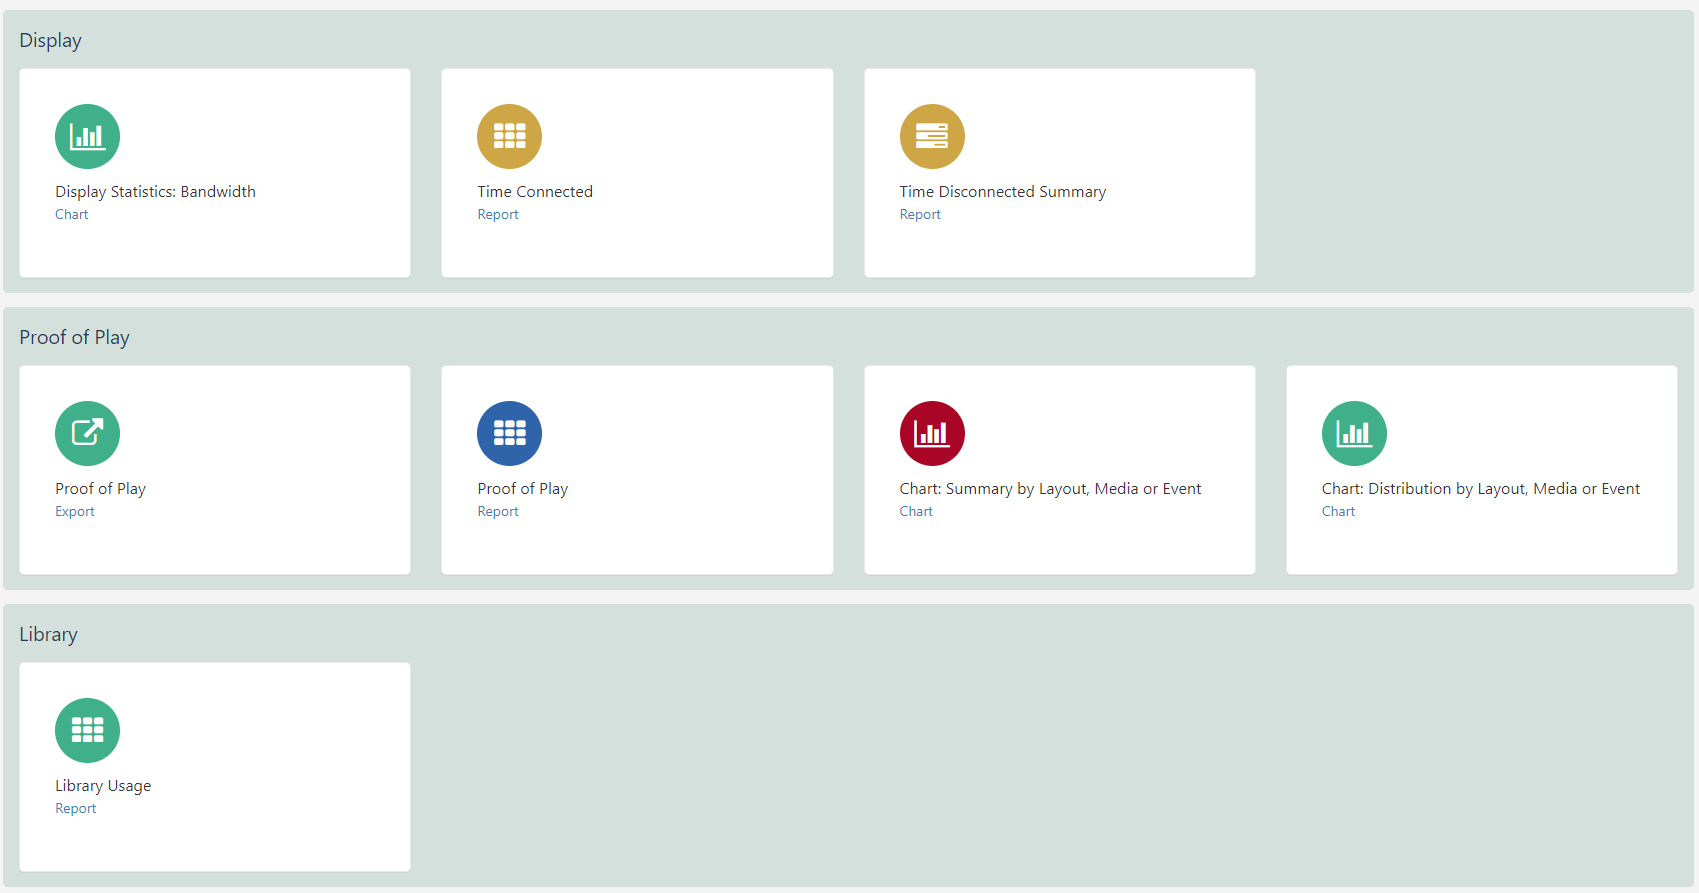 Display
Display Statistics: Bandwidth
Chart
Time Connected
Report
Time Disconnected Summary
Report
Proof of Play
Proof of Play
Export
Proof of Play
Report
Chart: Summary by Layout, Media or Event
Chart
Chart: Distribution by Layout, Media or Event
Chart
Library
Library Usage
Report